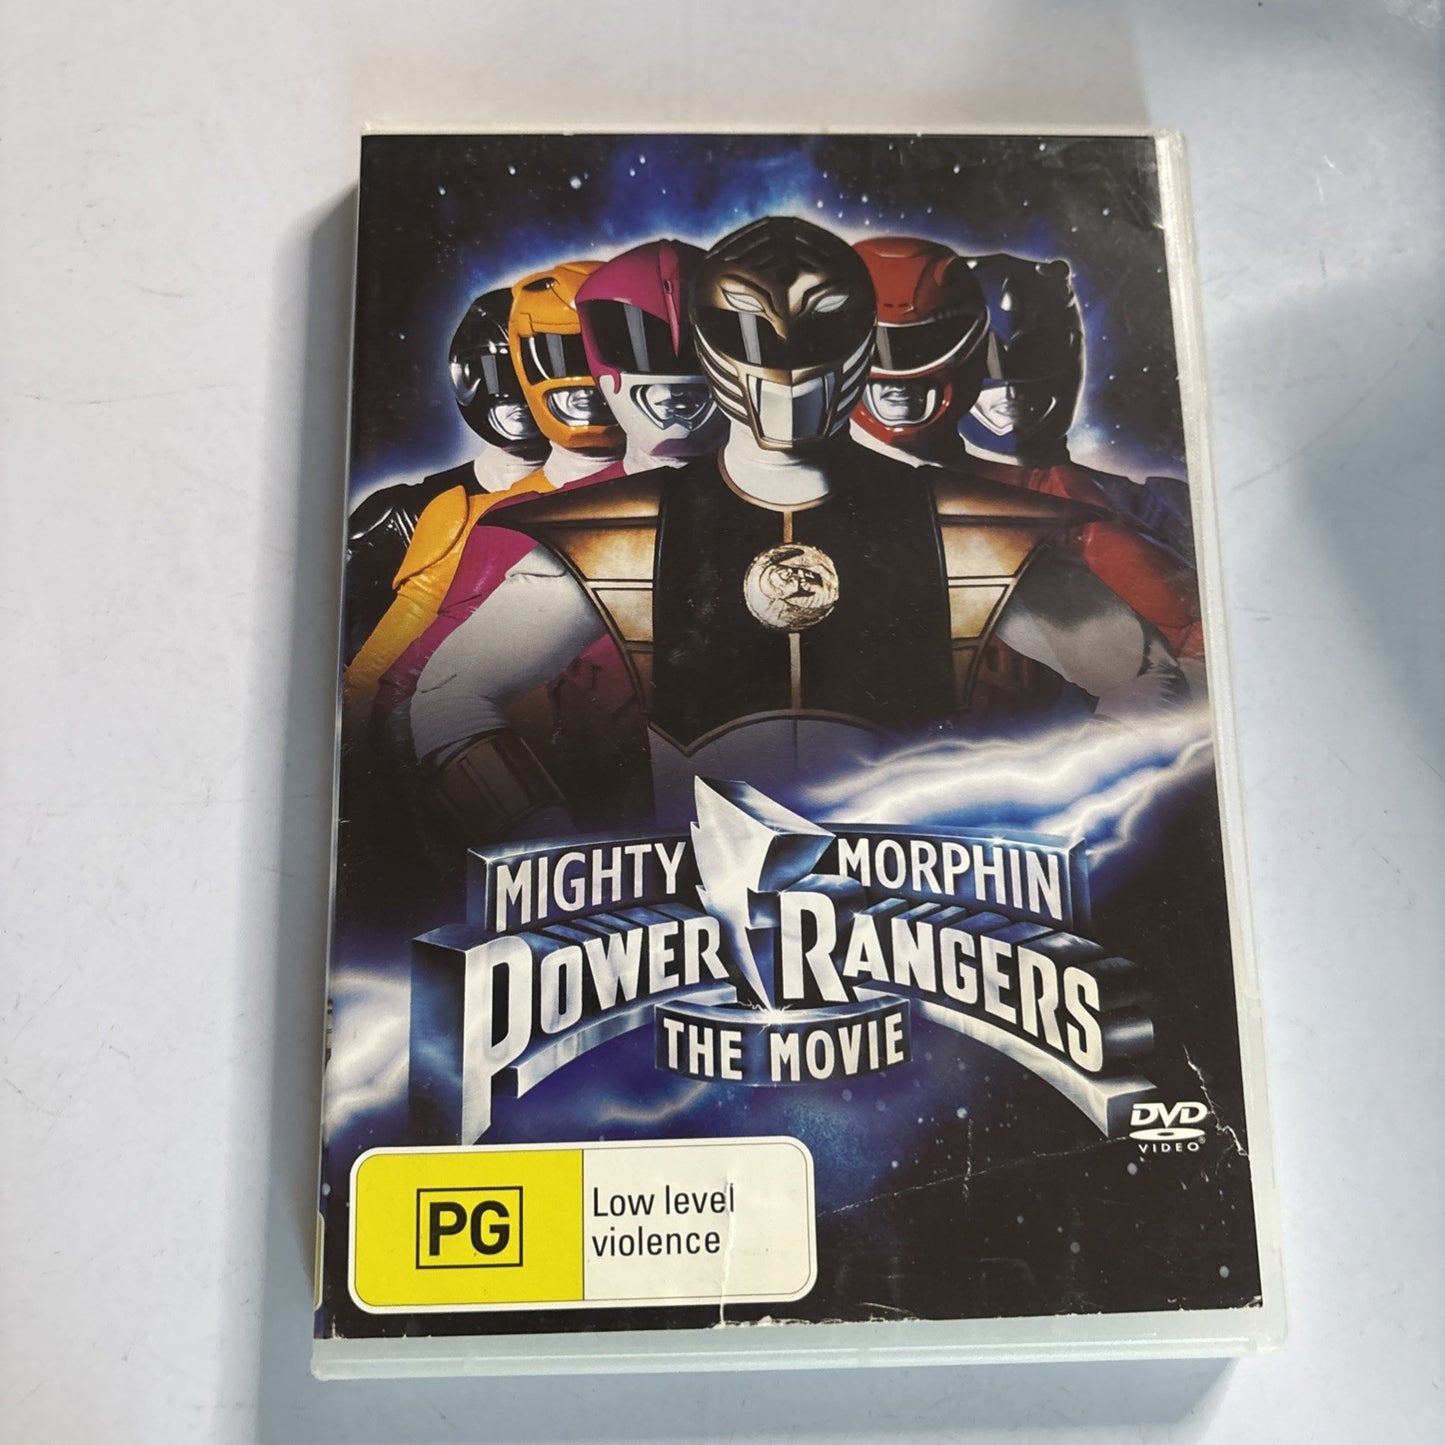 MIGHTY MORPHIN
POWER RANGERS
THE MOVIE
DVD
VIDEO
PG
Low level
violence